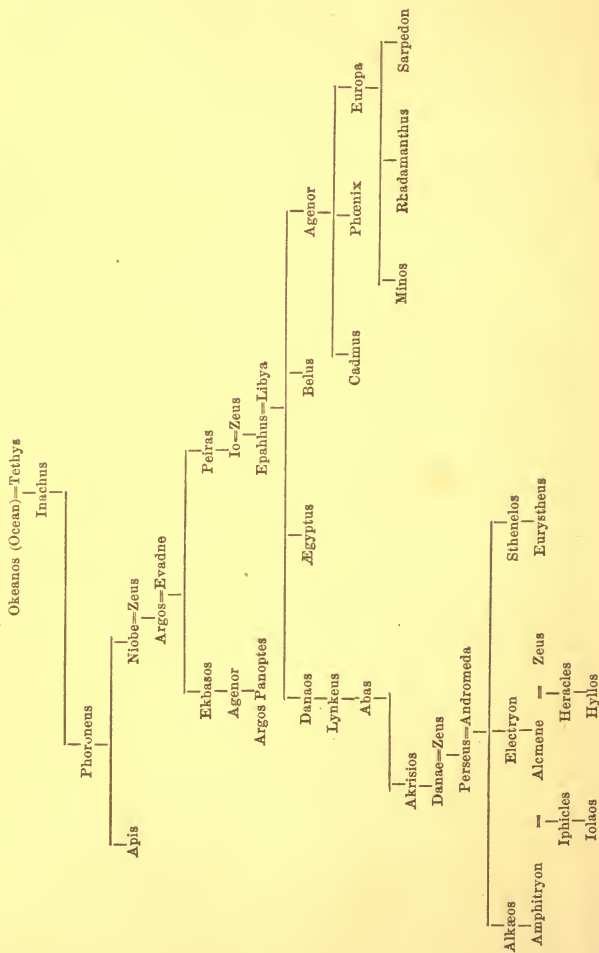 Okeanos (Ocean)=Tethys
Inachus
Phoroneus
Apis Niobe=Zeus
Argos=Evadne
Ekbasos Peiras
Agenor Io=Zeus
Argos Panoptes Epahhus=Libya
Danaos Ægyptus Belus Agenor
Lynkeus
Abas Cadmus Phœnix Europa
Akrisios Minos Rhadamanthus Sarpedon
Danae=Zeus
Perseus=Andromeda
Alkæos Electryon Sthenelos
Amphitryon = Alcmene = Zeus Eurystheus
Iphicles Heracles
Iolaos Hyllos